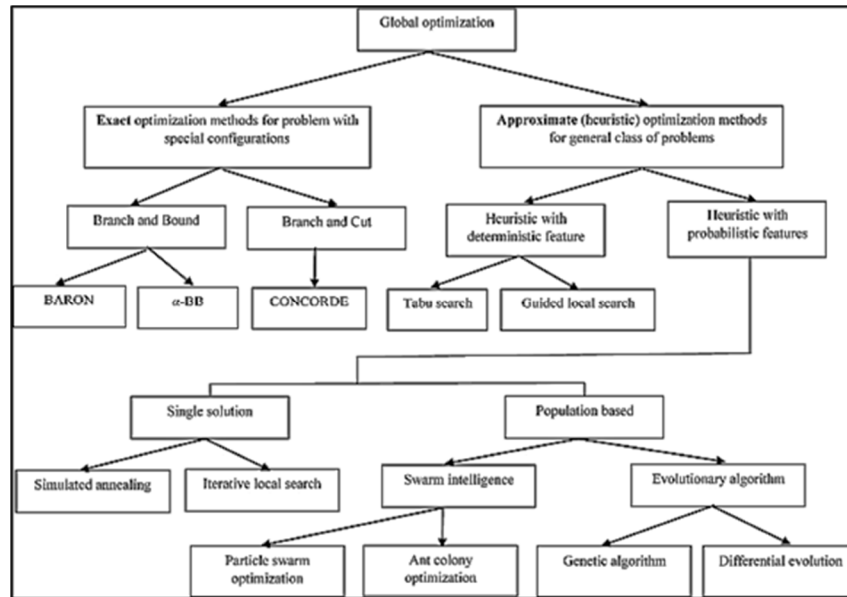 Global optimization
Exact optimization methods for problem with
special configurations
Approximate (heuristic) optimization methods
for general class of problems
Branch and Bound
Branch and Cut
Heuristic with
deterministic feature
Heuristic with
probabilistic features
BARON
α-BB
CONCORDE
Tabu search
Guided local search
Single solution
Population based
Simulated annealing
Iterative local search
Swarm intelligence
Evolutionary algorithm
Particle swarm
optimization
Ant colony
optimization
Genetic algorithm
Differential evolution